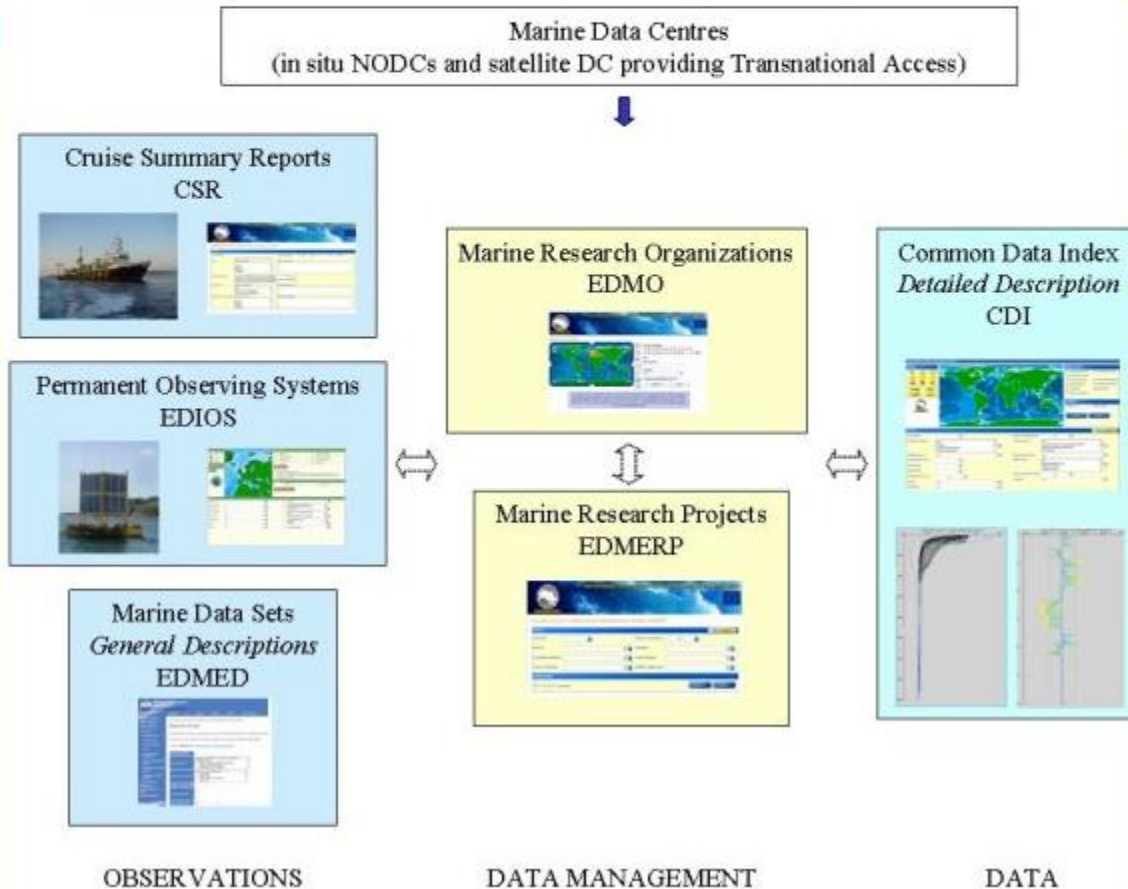 Marine Data Centres
(in situ NODCs and satellite DC providing Transnational Access)
Cruise Summary Reports
CSR
Permanent Observing Systems
EDIOS
Marine Data Sets
General Descriptions
EDMED
Marine Research Organizations
EDMO
Marine Research Projects
EDMERP
Common Data Index
Detailed Description
CDI
OBSERVATIONS
DATA MANAGEMENT
DATA